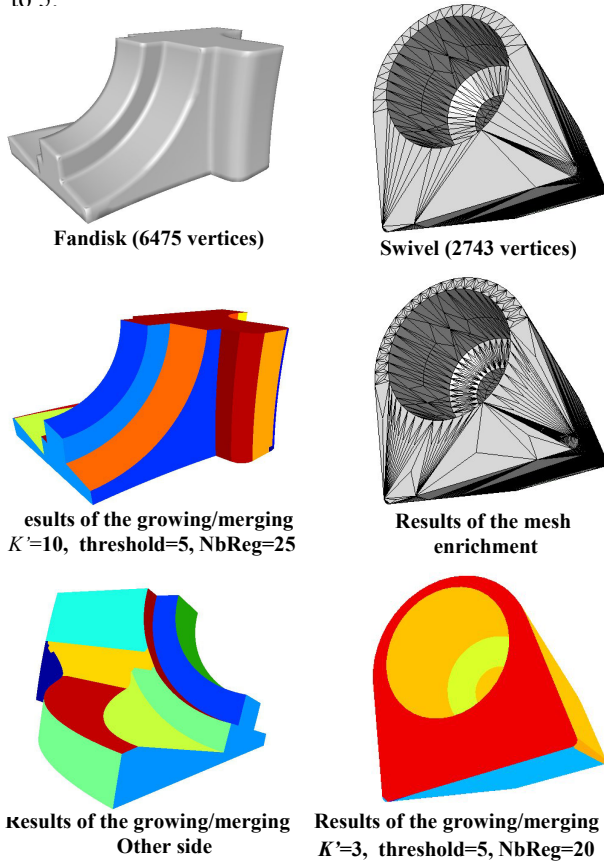 to 5.
Fandisk (6475 vertices)
Swivel (2743 vertices)
esults of the growing/merging
K'=10, threshold=5, NbReg=25
Results of the mesh
enrichment
Results of the growing/merging
Other side
Results of the growing/merging
K'=3, threshold=5, NbReg=20